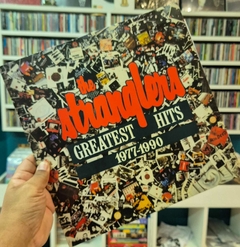 the
stranglers
GREATEST HITS
1977-1990